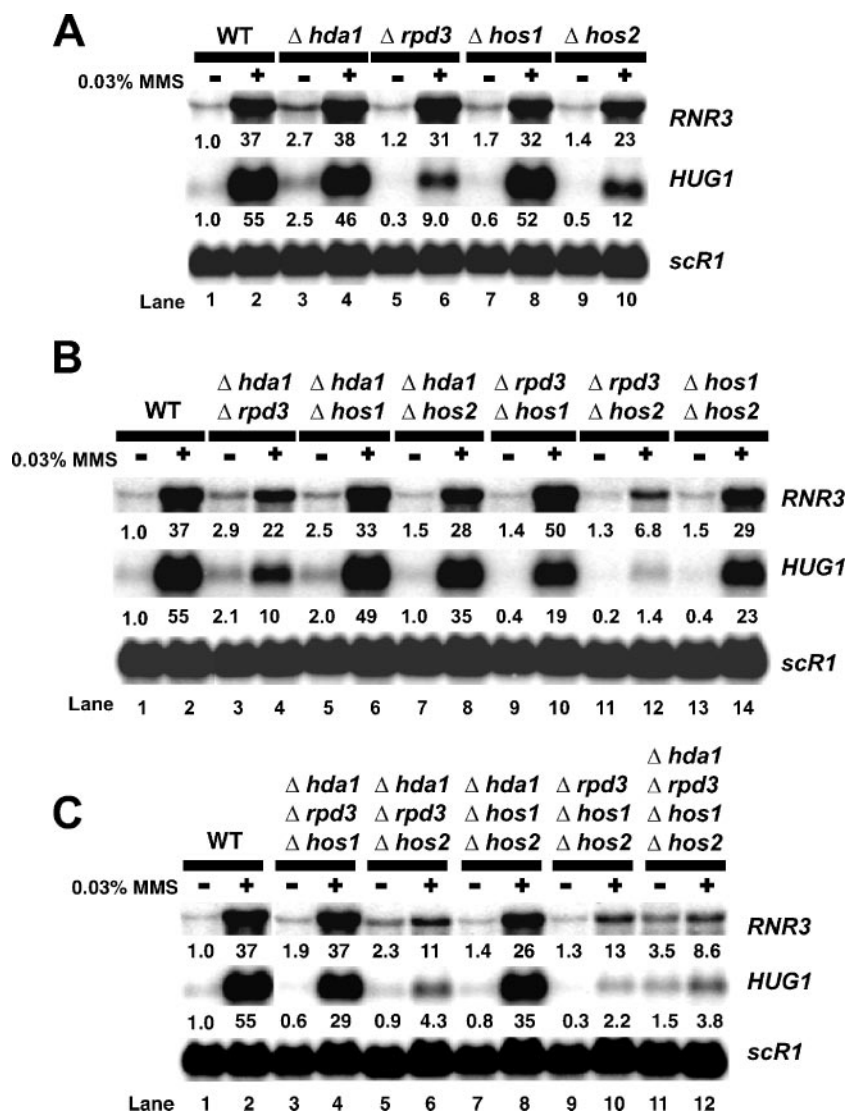 A
WT Δ hda1 Δ rpd3 Δ hos1 Δ hos2
0.03% MMS - + - + - + - + - +
RNR3
1.0 37 2.7 38 1.2 31 1.7 32 1.4 23
HUG1
1.0 55 2.5 46 0.3 9.0 0.6 52 0.5 12
scR1
Lane 1 2 3 4 5 6 7 8 9 10
B
Δ hda1 Δ hda1 Δ hda1 Δ rpd3 Δ rpd3 Δ hos1
WT Δ rpd3 Δ hos1 Δ hos2 Δ hos1 Δ hos2 Δ hos2
0.03% MMS - + - + - + - + - + - + - +
RNR3
1.0 37 2.9 22 2.5 33 1.5 28 1.4 50 1.3 6.8 1.5 29
HUG1
1.0 55 2.1 10 2.0 49 1.0 35 0.4 19 0.2 1.4 0.4 23
scR1
Lane 1 2 3 4 5 6 7 8 9 10 11 12 13 14
C
Δ hda1
Δ hda1 Δ hda1 Δ hda1 Δ rpd3 Δ rpd3
Δ rpd3 Δ rpd3 Δ hos1 Δ hos1 Δ hos1
WT Δ hos1 Δ hos2 Δ hos2 Δ hos2 Δ hos2
0.03% MMS - + - + - + - + - + - +
RNR3
1.0 37 1.9 37 2.3 11 1.4 26 1.3 13 3.5 8.6
HUG1
1.0 55 0.6 29 0.9 4.3 0.8 35 0.3 2.2 1.5 3.8
scR1
Lane 1 2 3 4 5 6 7 8 9 10 11 12